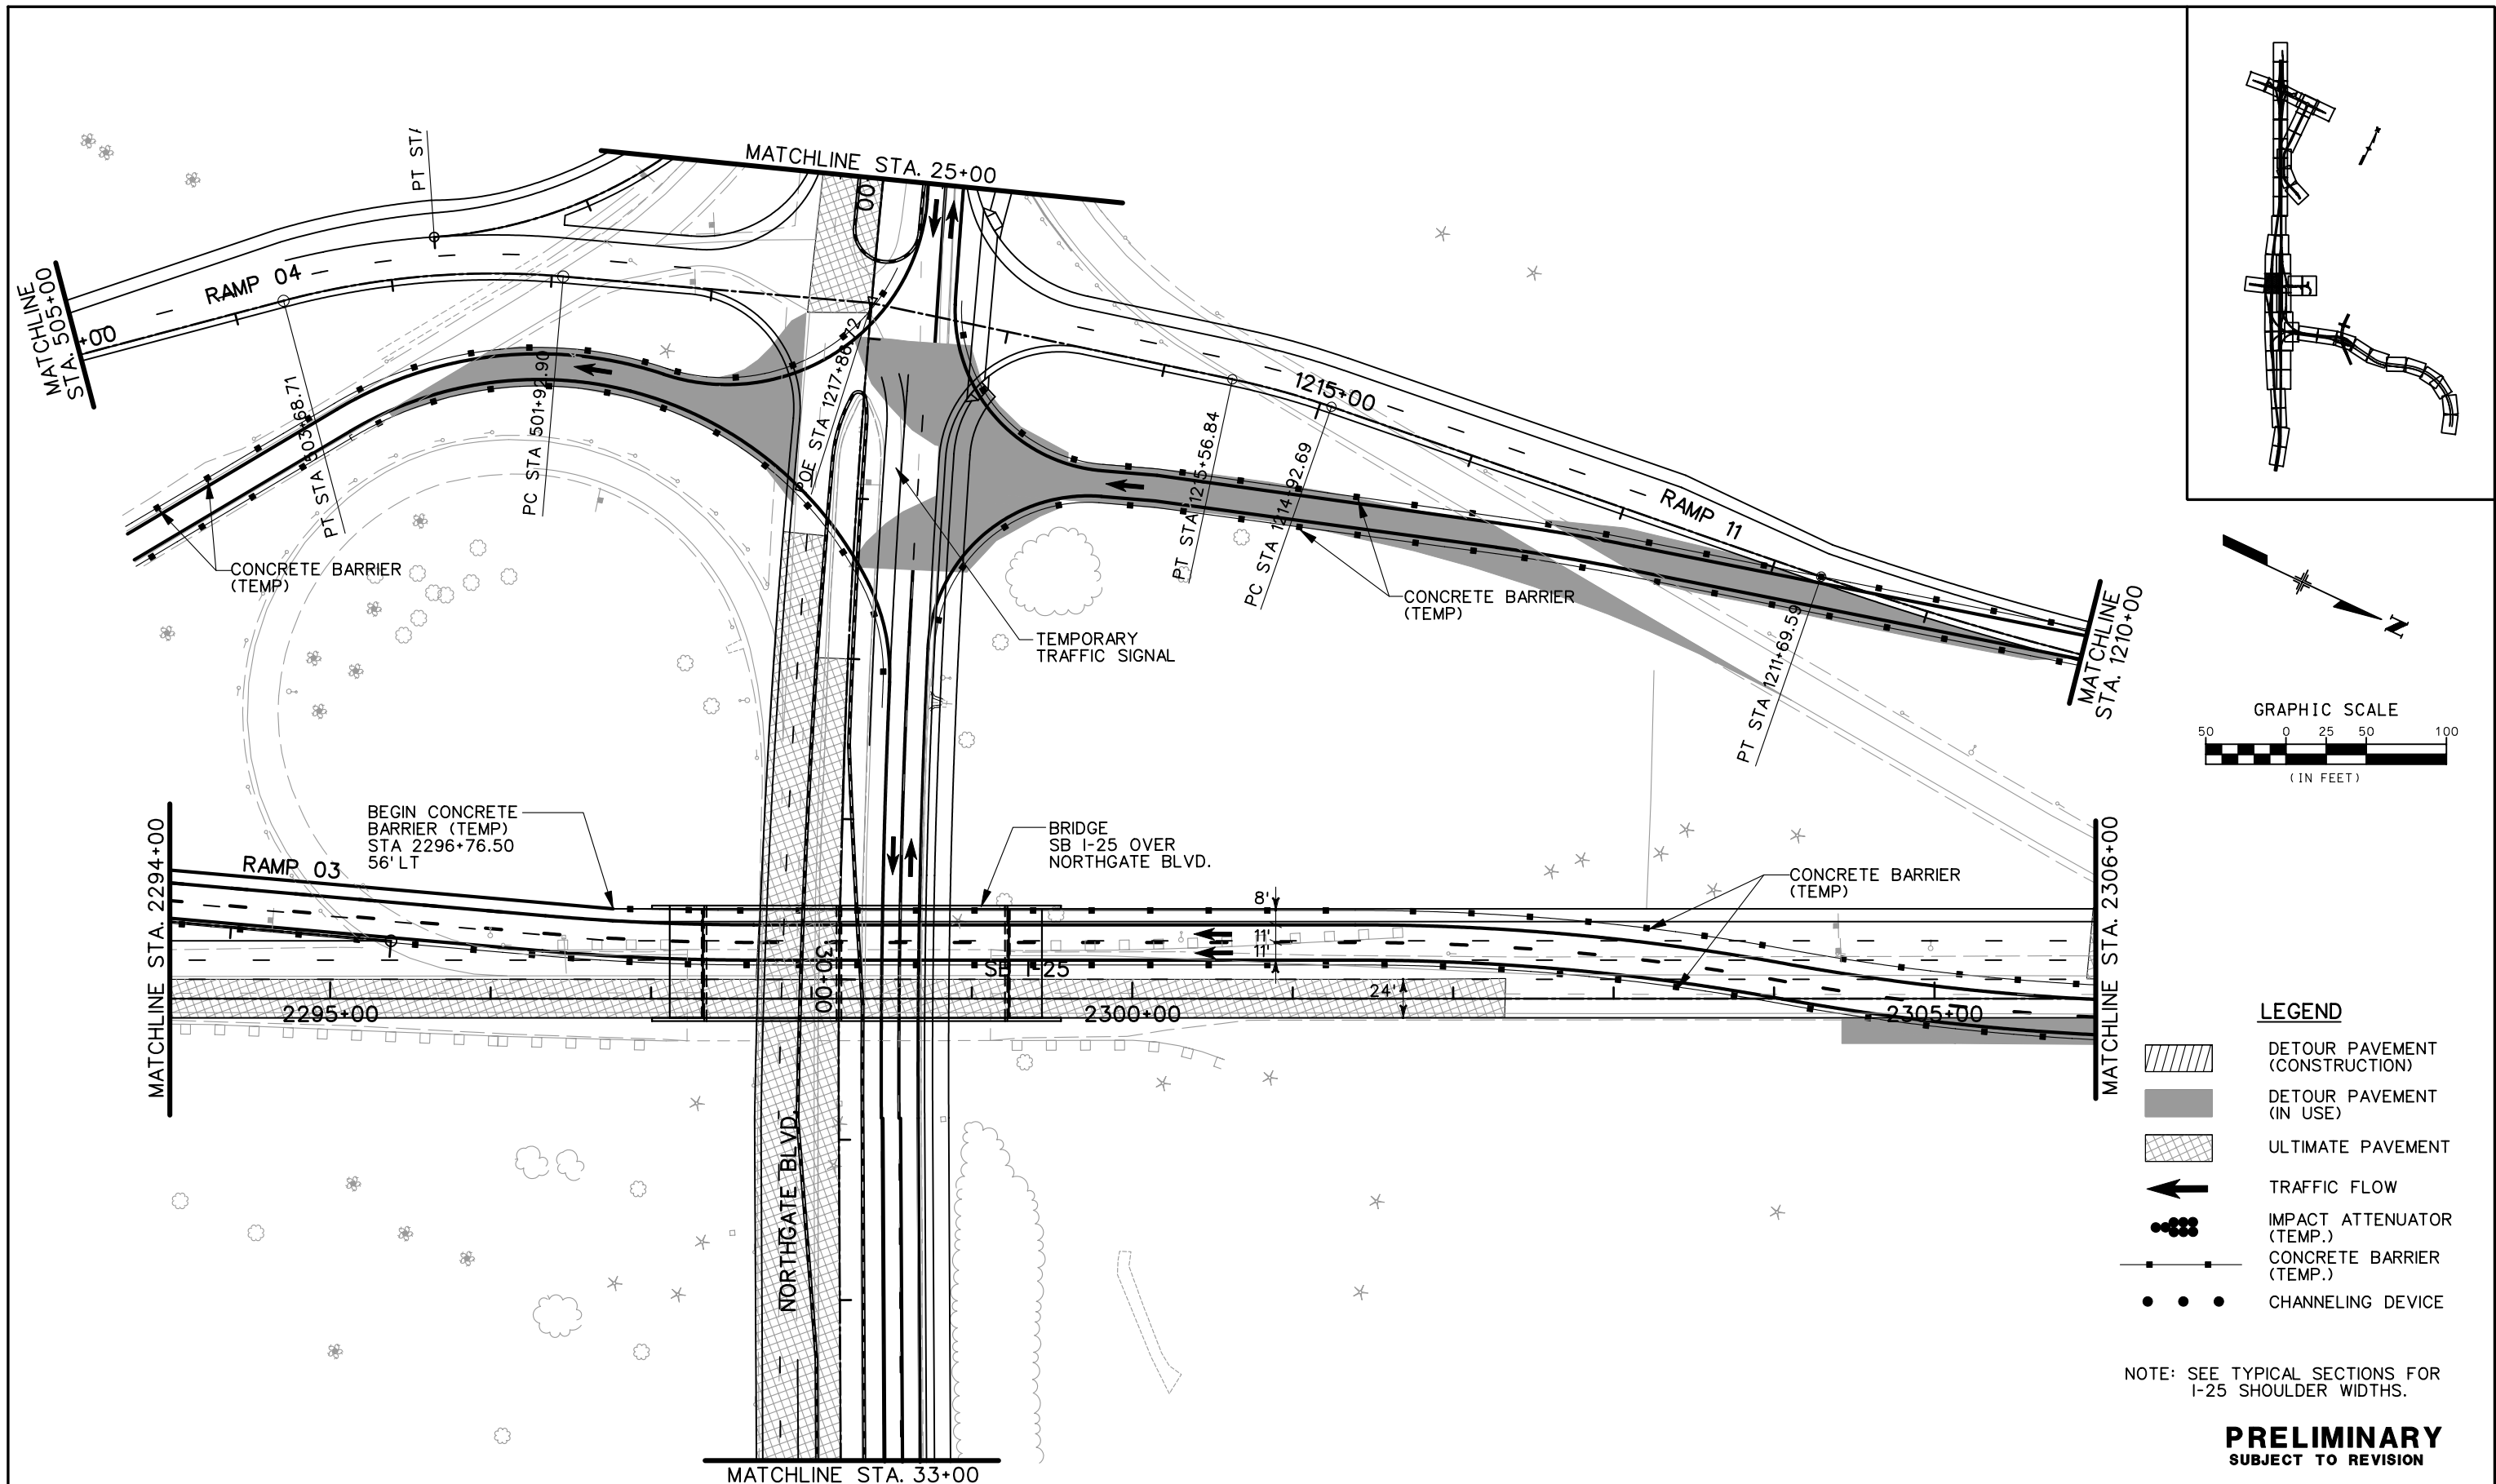 MATCHLINE STA. 25+00
00
PT STA
MATCHLINE
STA. 505+00
+00
RAMP 04
PT STA 503+68.71
PC STA 501+92.90
POE STA 1217+86.12
1215+00
PT STA 1215+56.84
PC STA 1214+92.69
RAMP 11
PT STA 1211+69.59
MATCHLINE
STA. 1210+00
CONCRETE BARRIER
(TEMP)
CONCRETE BARRIER
(TEMP)
TEMPORARY
TRAFFIC SIGNAL
N
GRAPHIC SCALE
50 0 25 50 100
(IN FEET)
MATCHLINE STA. 2294+00
RAMP 03
BEGIN CONCRETE
BARRIER (TEMP)
STA 2296+76.50
56' LT
BRIDGE
SB I-25 OVER
NORTHGATE BLVD.
8'
11'
11'
24'
SB I-25
CONCRETE BARRIER
(TEMP)
30+00
2295+00
2300+00
2305+00
MATCHLINE STA. 2306+00
NORTHGATE BLVD.
MATCHLINE STA. 33+00
LEGEND
DETOUR PAVEMENT
(CONSTRUCTION)
DETOUR PAVEMENT
(IN USE)
ULTIMATE PAVEMENT
TRAFFIC FLOW
IMPACT ATTENUATOR
(TEMP.)
CONCRETE BARRIER
(TEMP.)
CHANNELING DEVICE
NOTE: SEE TYPICAL SECTIONS FOR
I-25 SHOULDER WIDTHS.
PRELIMINARY
SUBJECT TO REVISION